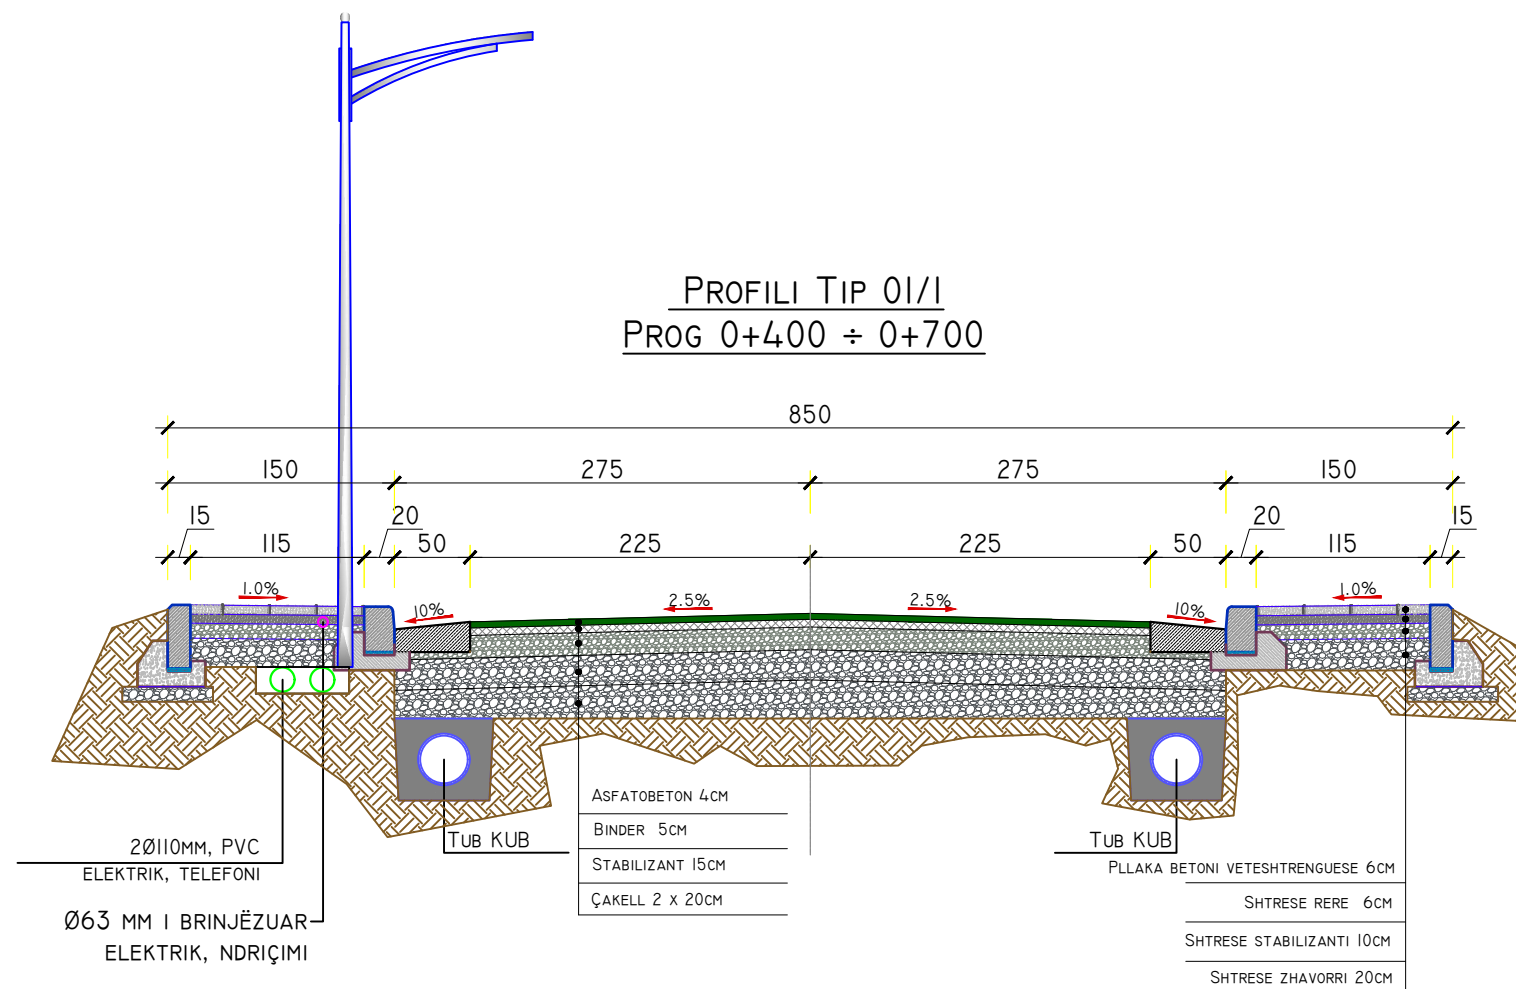 PROFILI TIP 01/1
PROG 0+400 ÷ 0+700
850
150 275 275 150
15 20 20 15
115 50 225 225 50 115
1.0% 10% 2.5% 2.5% 10% 1.0%
ASFATOBETON 4CM
BINDER 5CM
STABILIZANT 15CM
ÇAKELL 2 X 20CM
TUB KUB
TUB KUB
2Ø110MM, PVC
ELEKTRIK, TELEFONI
Ø63 MM I BRINJËZUAR
ELEKTRIK, NDRIÇIMI
PLLAKA BETONI VETESHTRENGUESE 6CM
SHTRESE RERE 6CM
SHTRESE STABILIZANTI 10CM
SHTRESE ZHAVORRI 20CM